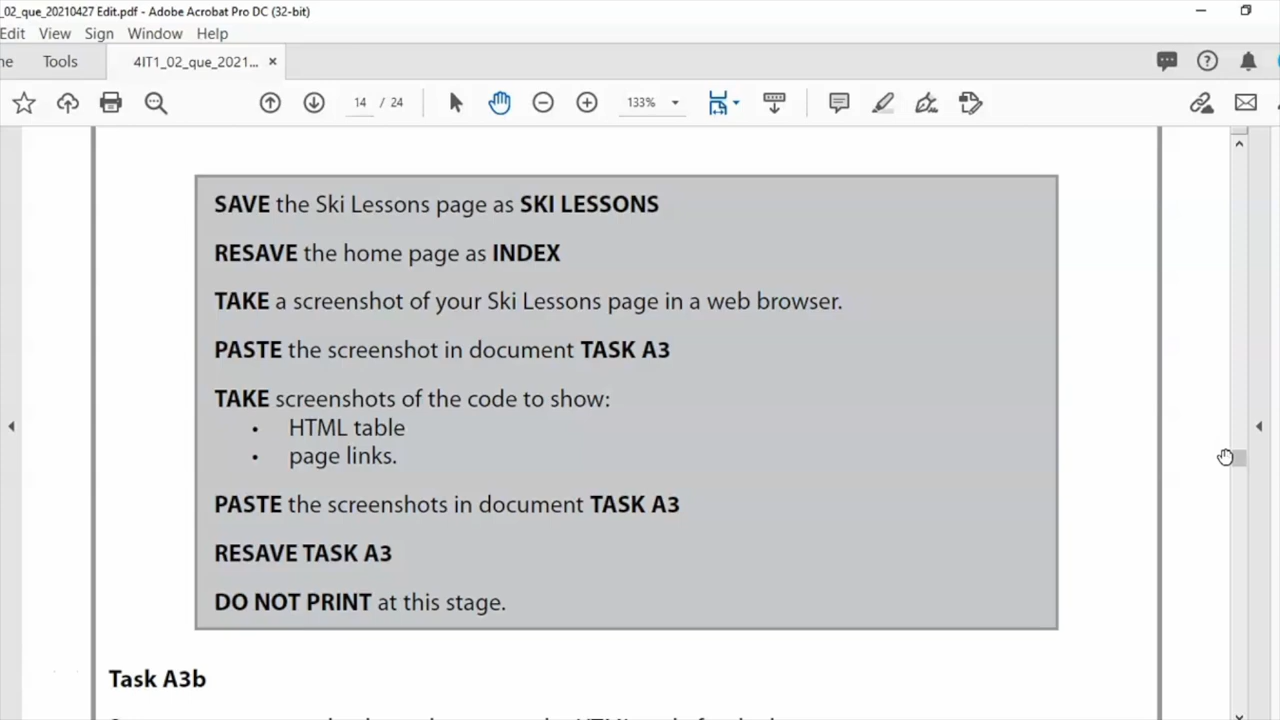 _02_que_20210427 Edit.pdf - Adobe Acrobat Pro DC (32-bit)
Edit View Sign Window Help
ne Tools 4IT1_02_que_2021... ×
14 / 24 133%
SAVE the Ski Lessons page as SKI LESSONS
RESAVE the home page as INDEX
TAKE a screenshot of your Ski Lessons page in a web browser.
PASTE the screenshot in document TASK A3
TAKE screenshots of the code to show:
• HTML table
• page links.
PASTE the screenshots in document TASK A3
RESAVE TASK A3
DO NOT PRINT at this stage.
Task A3b